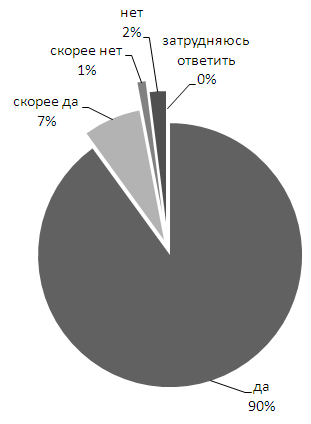 нет
2%
затрудняюсь
ответить
0%
скорее нет
1%
скорее да
7%
да
90%